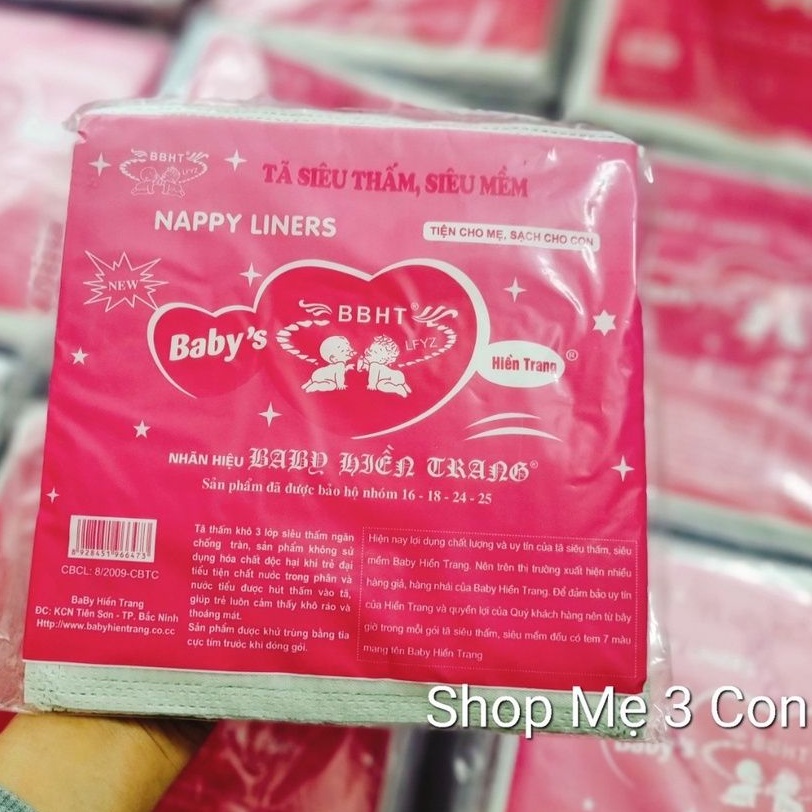 BBHT
LFYZ
TÃ SIÊU THẤM, SIÊU MỀM
NAPPY LINERS
TIỆN CHO MẸ, SẠCH CHO CON
NEW
BBHT®
LFYZ
Baby's
Hiền Trang®
NHÃN HIỆU BABY HIỀN TRANG®
Sản phẩm đã được bảo hộ nhóm 16 - 18 - 24 - 25
8 928451 966473
CBCL: 8/2009-CBTC
BaBy Hiền Trang
ĐC: KCN Tiên Sơn - TP. Bắc Ninh
Http://www.babyhientrang.co.cc
Tã thấm khô 3 lớp siêu thấm ngăn
chống tràn, sản phẩm không sử
dụng hóa chất độc hại khi trẻ đại
tiểu tiện chất nước trong phân và
nước tiểu được hút thấm vào tã,
giúp trẻ luôn cảm thấy khô ráo và
thoáng mát.
Sản phẩm được khử trùng bằng tia
cực tím trước khi đóng gói.
Hiện nay lợi dụng chất lượng và uy tín của tã siêu thấm, siêu
mềm Baby Hiền Trang. Nên trên thị trường xuất hiện nhiều
hàng giả, hàng nhái của Baby Hiền Trang. Để đảm bảo uy tín
của Hiền Trang và quyền lợi của Quý khách hàng nên từ bây
giờ trong mỗi gói tã siêu thấm, siêu mềm đều có tem 7 màu
mang tên Baby Hiền Trang
Shop Mẹ 3 Con
Baby's
BBHT